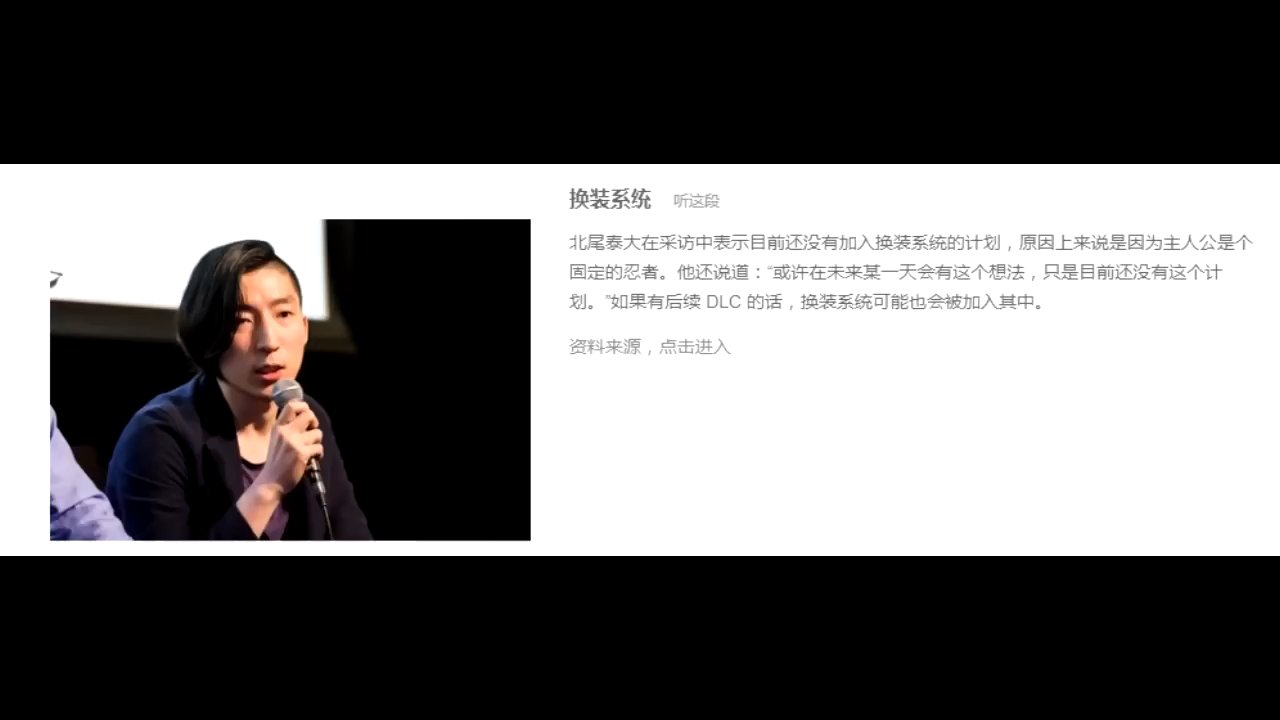 换装系统 听这段
北尾泰大在采访中表示目前还没有加入换装系统的计划，原因上来说是因为主人公是个
固定的忍者。他还说道：“或许在未来某一天会有这个想法，只是目前还没有这个计
划。”如果有后续 DLC 的话，换装系统可能也会被加入其中。
资料来源，点击进入